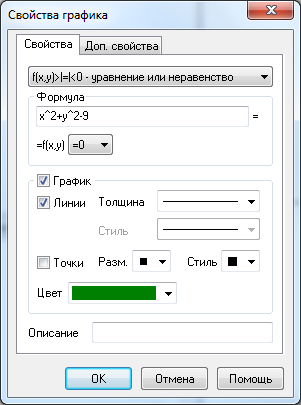 Свойства графика
Свойства Доп. свойства
f(x,y)>|=|<0 - уравнение или неравенство
Формула
x^2+y^2-9 =
=f(x,y) =0
График
Линии Толщина
Стиль
Точки Разм. Стиль
Цвет
Описание
OK Отмена Помощь